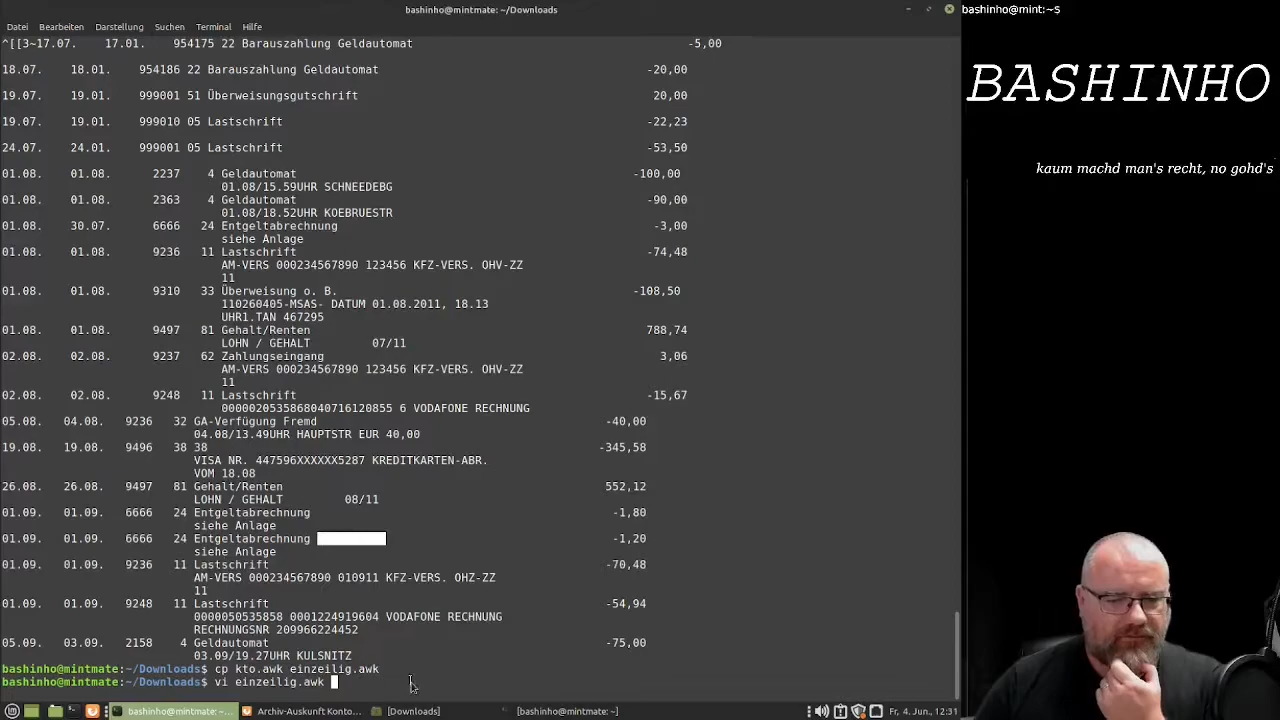 bashinho@mintmate: ~/Downloads
bashinho@mint:~$
Datei Bearbeiten Darstellung Suchen Terminal Hilfe
^[[3~17.07. 17.01. 954175 22 Barauszahlung Geldautomat -5,00
18.07. 18.01. 954186 22 Barauszahlung Geldautomat -20,00
19.07. 19.01. 999001 51 Überweisungsgutschrift 20,00
19.07. 19.01. 999010 05 Lastschrift -22,23
24.07. 24.01. 999001 05 Lastschrift -53,50
01.08. 01.08. 2237 4 Geldautomat -100,00
01.08/15.59UHR SCHNEEDEBG
01.08. 01.08. 2363 4 Geldautomat -90,00
01.08/18.52UHR KOEBRUESTR
01.08. 30.07. 6666 24 Entgeltabrechnung -3,00
siehe Anlage
01.08. 01.08. 9236 11 Lastschrift -74,48
AM-VERS 000234567890 123456 KFZ-VERS. OHV-ZZ
11
01.08. 01.08. 9310 33 Überweisung o. B. -108,50
110260405-MSAS- DATUM 01.08.2011, 18.13
UHR1.TAN 467295
01.08. 01.08. 9497 81 Gehalt/Renten 788,74
LOHN / GEHALT 07/11
02.08. 02.08. 9237 62 Zahlungseingang 3,06
AM-VERS 000234567890 123456 KFZ-VERS. OHV-ZZ
11
02.08. 02.08. 9248 11 Lastschrift -15,67
0000020535868040716120855 6 VODAFONE RECHNUNG
05.08. 04.08. 9236 32 GA-Verfügung Fremd -40,00
04.08/13.49UHR HAUPTSTR EUR 40,00
19.08. 19.08. 9496 38 38 -345,58
VISA NR. 447596XXXXXX5287 KREDITKARTEN-ABR.
VOM 18.08
26.08. 26.08. 9497 81 Gehalt/Renten 552,12
LOHN / GEHALT 08/11
01.09. 01.09. 6666 24 Entgeltabrechnung -1,80
siehe Anlage
01.09. 01.09. 6666 24 Entgeltabrechnung -1,20
siehe Anlage
01.09. 01.09. 9236 11 Lastschrift -70,48
AM-VERS 000234567890 010911 KFZ-VERS. OHZ-ZZ
11
01.09. 01.09. 9248 11 Lastschrift -54,94
0000050535858 0001224919604 VODAFONE RECHNUNG
RECHNUNGSNR 209966224452
05.09. 03.09. 2158 4 Geldautomat -75,00
03.09/19.27UHR KULSNITZ
bashinho@mintmate:~/Downloads$ cp kto.awk einzeilig.awk
bashinho@mintmate:~/Downloads$ vi einzeilig.awk
BASHINHO
kaum machd man's recht, no gohd's
bashinho@mintmate: ~... Archiv-Auskunft Konto... [Downloads] [bashinho@mintmate: ~] Fr, 4. Jun., 12:31